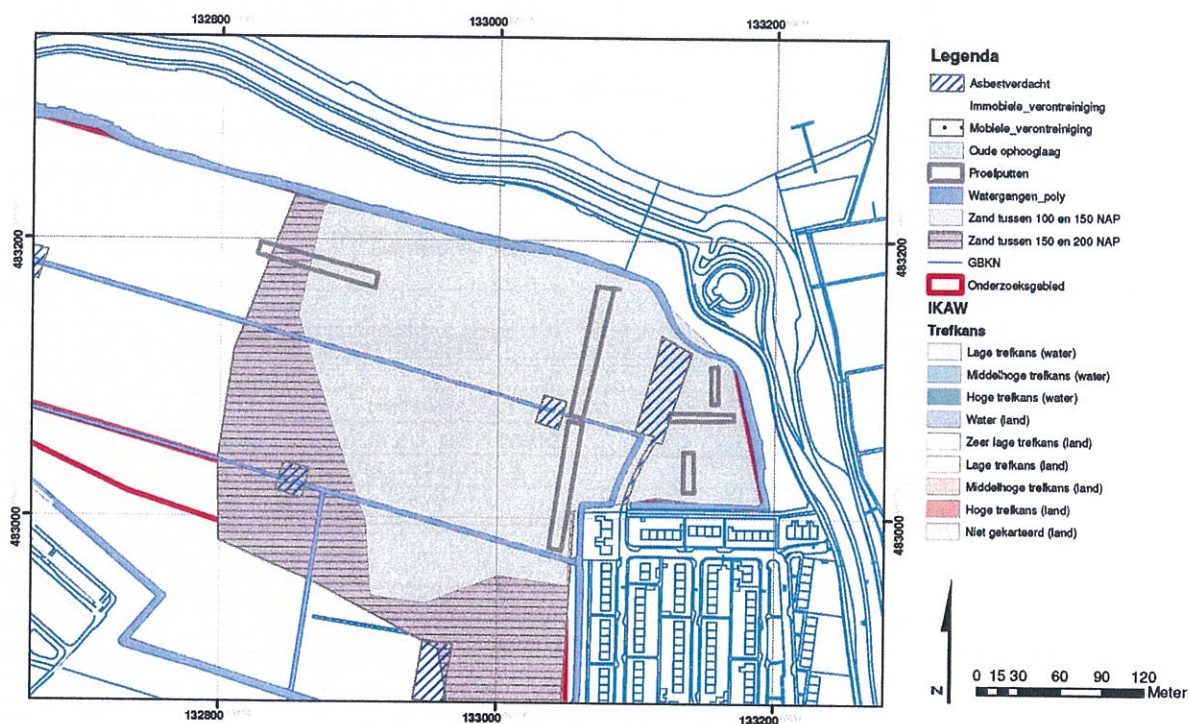 132800
133000
133200
483200
483000
483200
483000
132800
133000
133200
Legenda
Asbestverdacht
Immobiele_verontreiniging
Mobiele_verontreiniging
Oude ophooglaag
Proefputten
Watergangen_poly
Zand tussen 100 en 150 NAP
Zand tussen 150 en 200 NAP
GBKN
Onderzoeksgebied
IKAW
Trefkans
Lage trefkans (water)
Middelhoge trefkans (water)
Hoge trefkans (water)
Water (land)
Zeer lage trefkans (land)
Lage trefkans (land)
Middelhoge trefkans (land)
Hoge trefkans (land)
Niet gekarteerd (land)
N
0 15 30 60 90 120
Meter